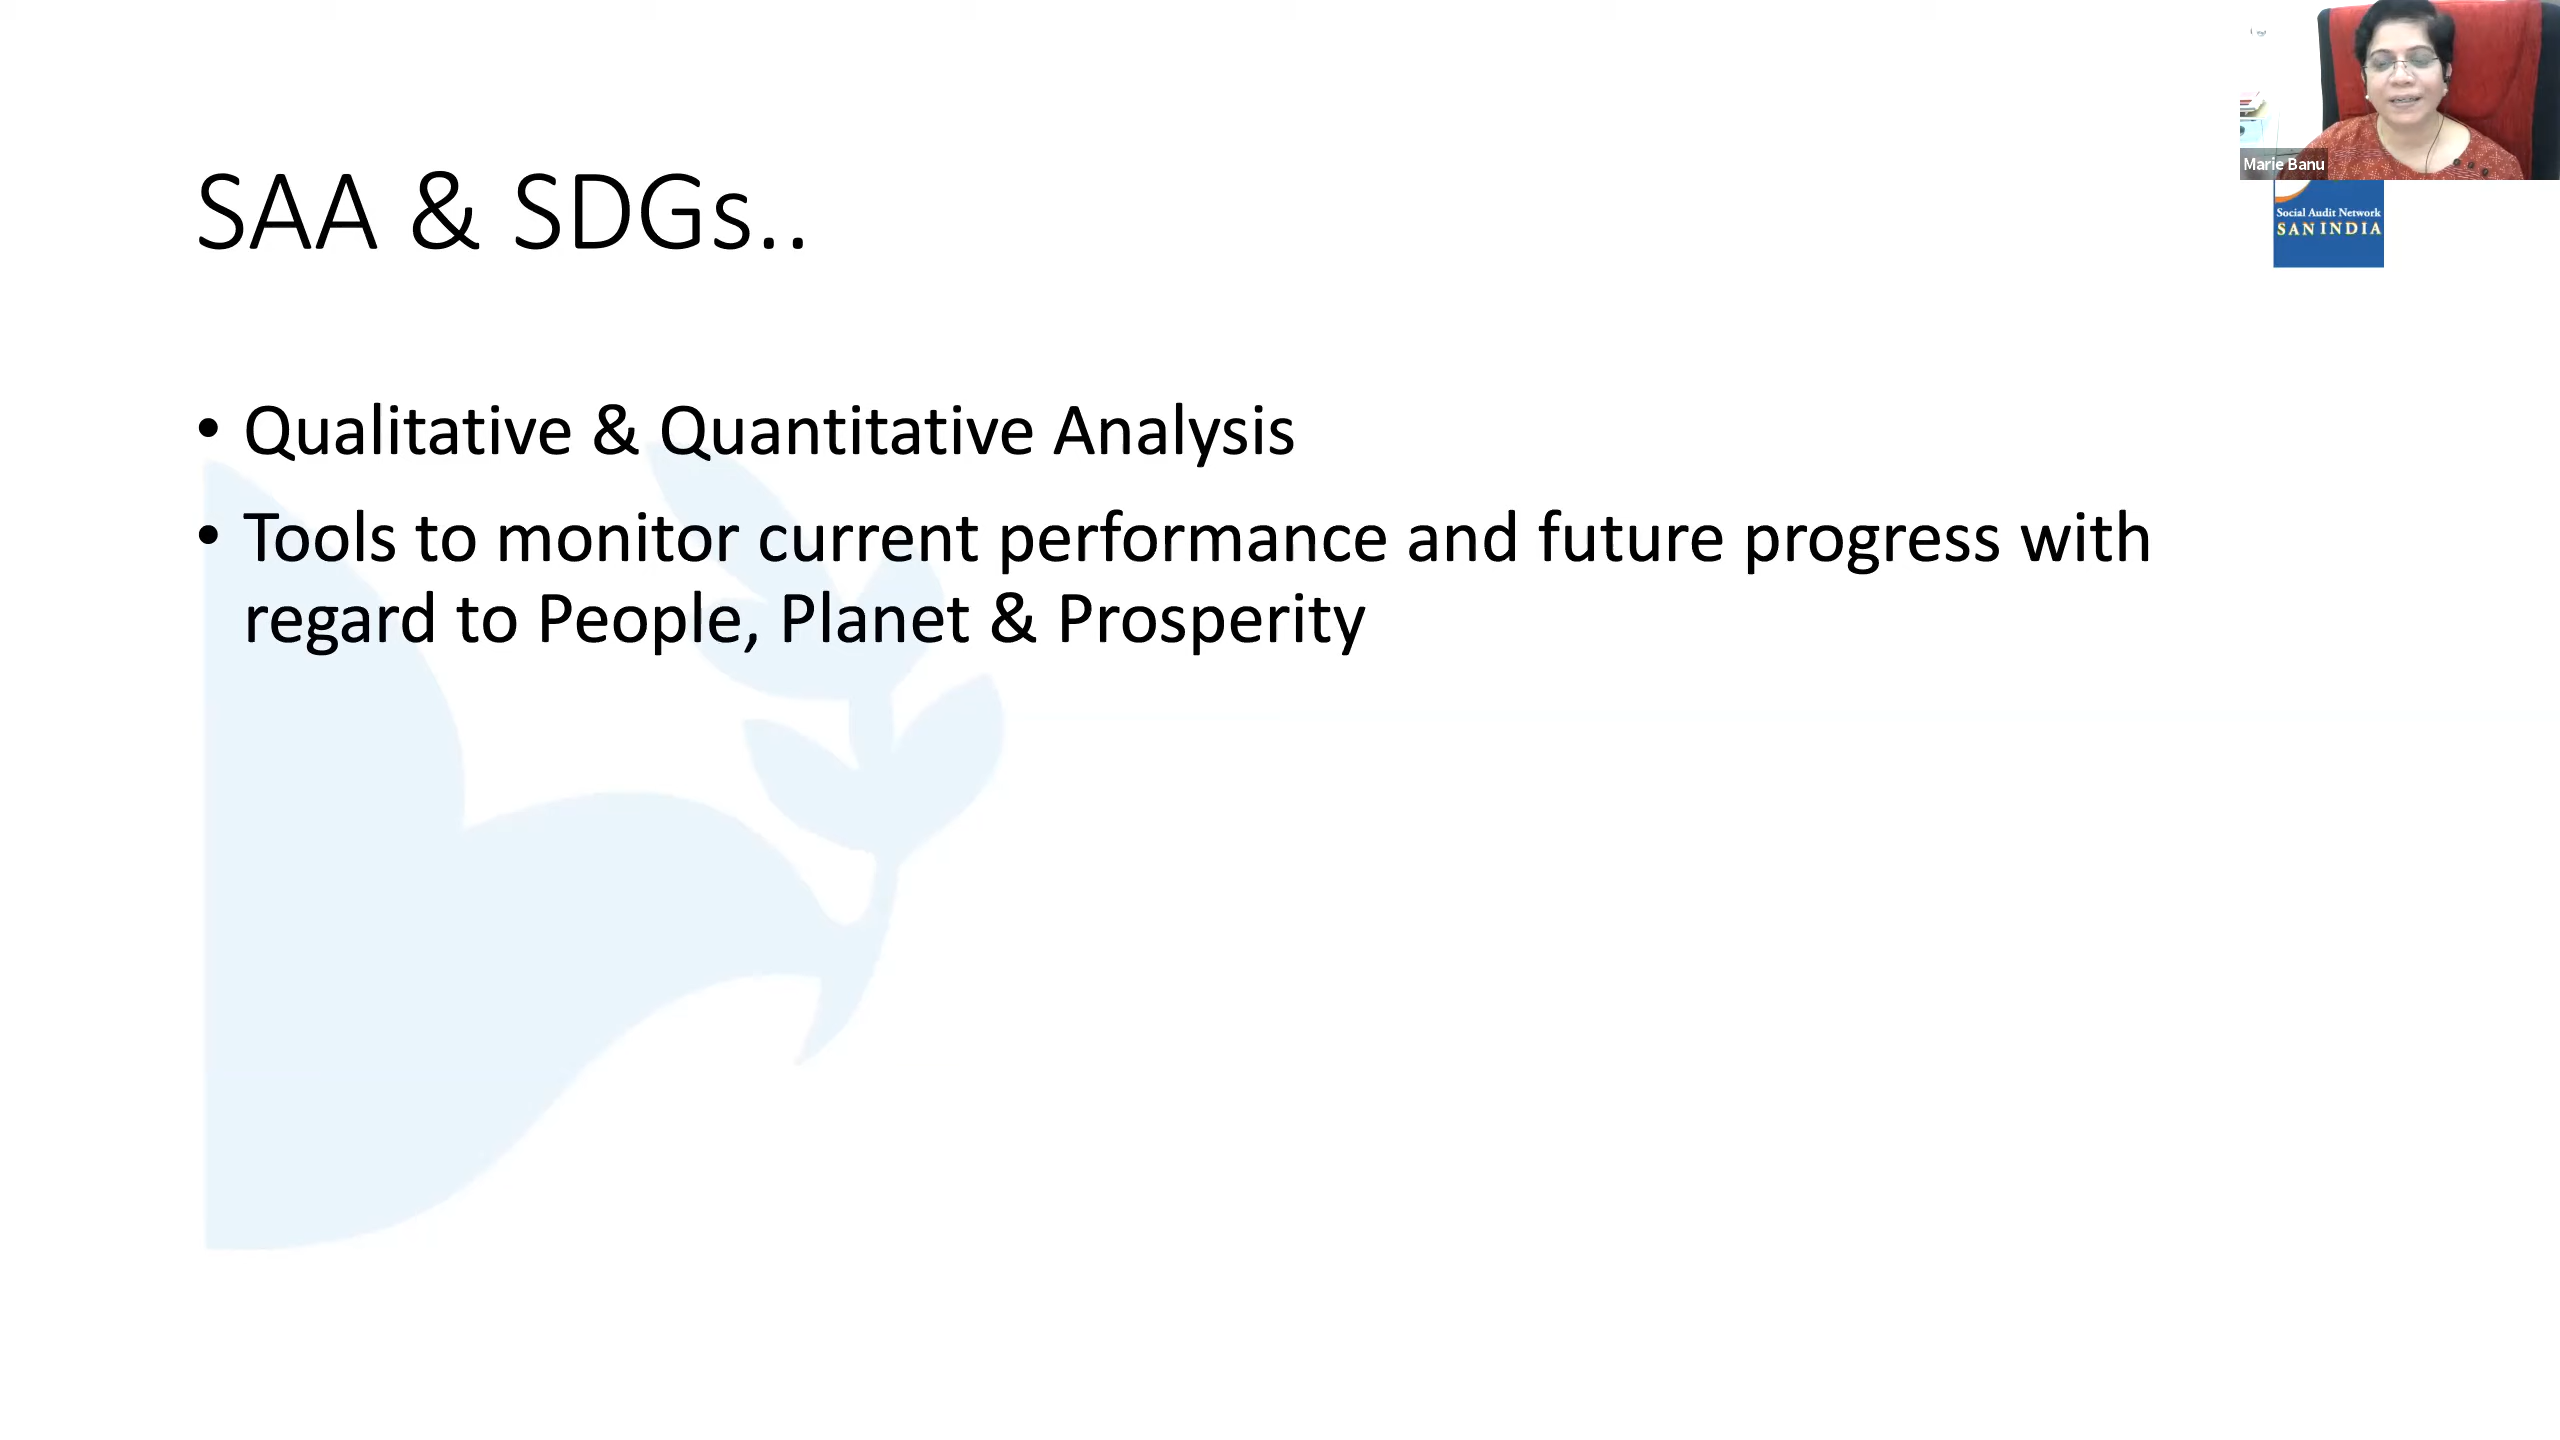 Marie Banu
SAA & SDGs..
Social Audit Network
SAN INDIA
• Qualitative & Quantitative Analysis
• Tools to monitor current performance and future progress with
regard to People, Planet & Prosperity